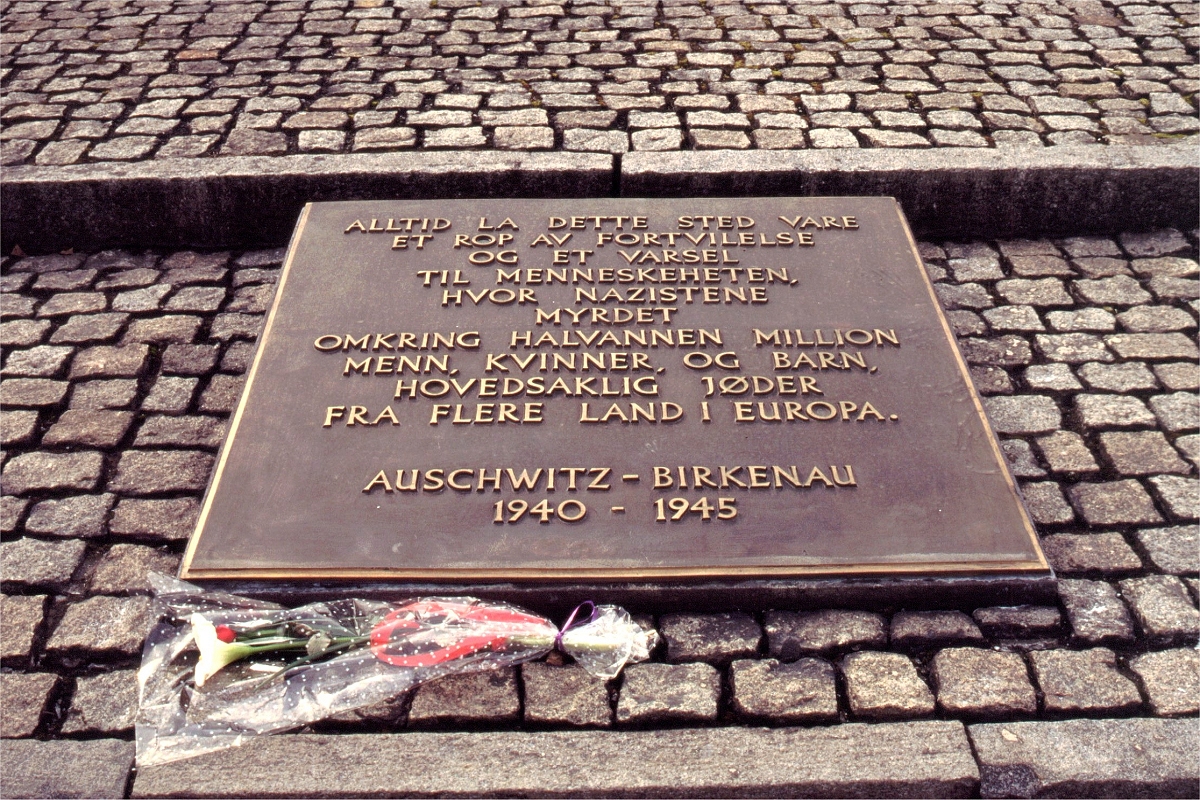 ALLTID LA DETTE STED VARE
ET ROP AV FORTVILELSE
OG ET VARSEL
TIL MENNESKEHETEN,
HVOR NAZISTENE
MYRDET
OMKRING HALVANNEN MILLION
MENN, KVINNER, OG BARN,
HOVEDSAKLIG JØDER
FRA FLERE LAND I EUROPA.
AUSCHWITZ - BIRKENAU
1940 - 1945